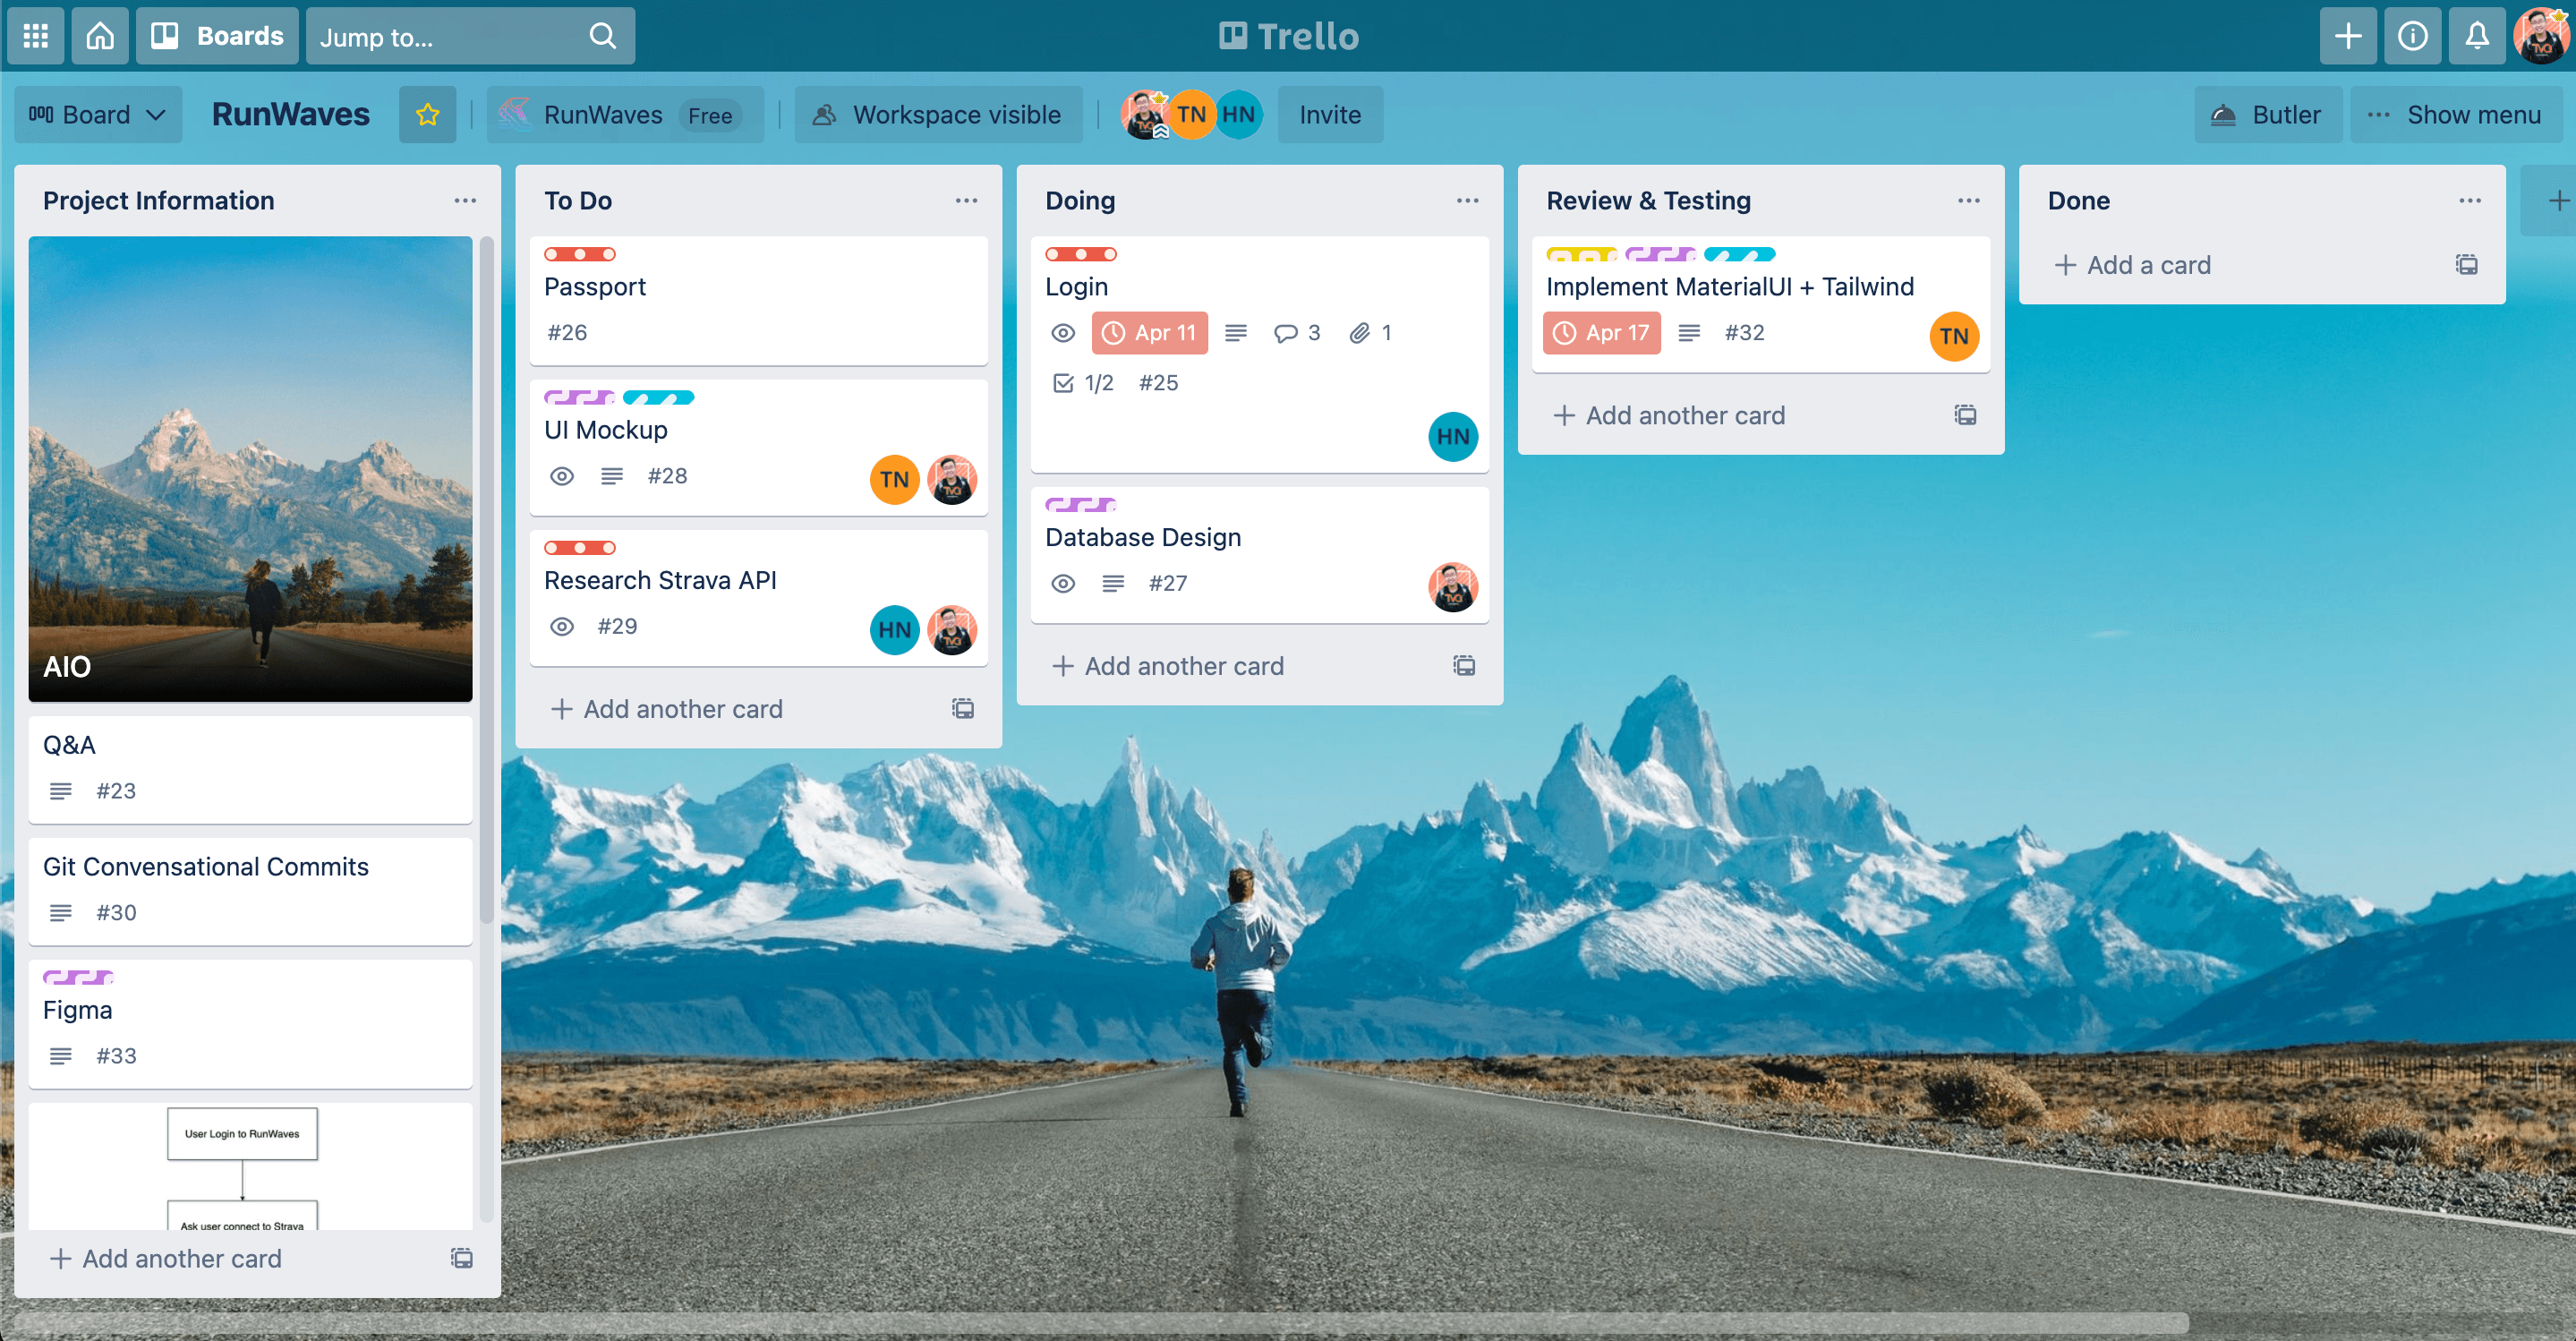 Boards
Jump to...
Trello
Board
RunWaves
RunWaves Free
Workspace visible
TN
HN
Invite
Butler
Show menu
Project Information
AIO
Q&A
#23
Git Convensational Commits
#30
Figma
#33
User Login to RunWaves
Ask user connect to Strava
Add another card
To Do
Passport
#26
UI Mockup
#28
TN
Research Strava API
#29
HN
Add another card
Doing
Login
Apr 11
3
1
1/2 #25
HN
Database Design
#27
Add another card
Review & Testing
Implement MaterialUI + Tailwind
Apr 17 #32
TN
Add another card
Done
Add a card